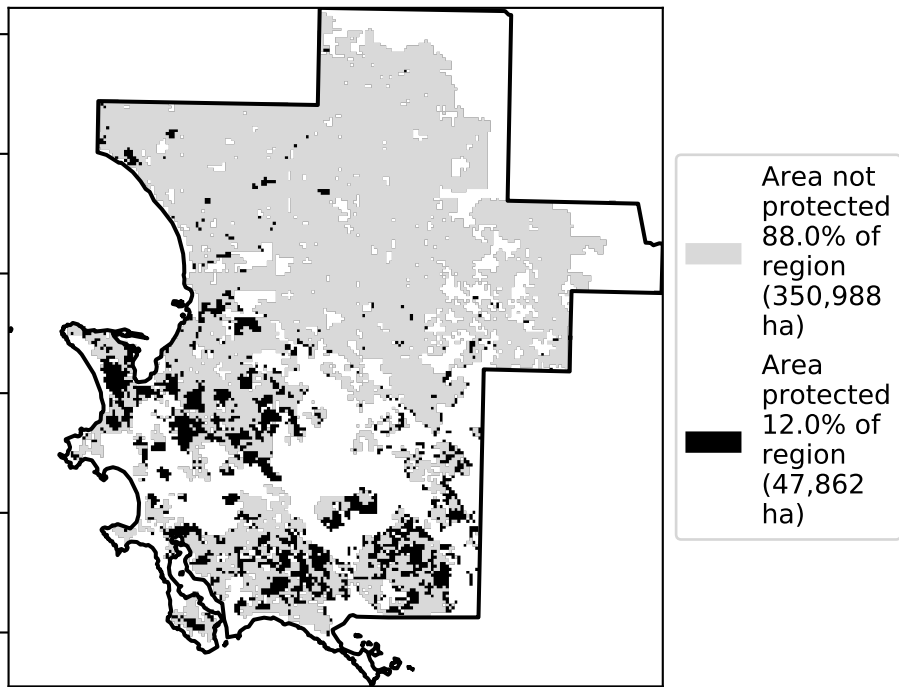 Area not
protected
88.0% of
region
(350,988
ha)
Area
protected
12.0% of
region
(47,862
ha)